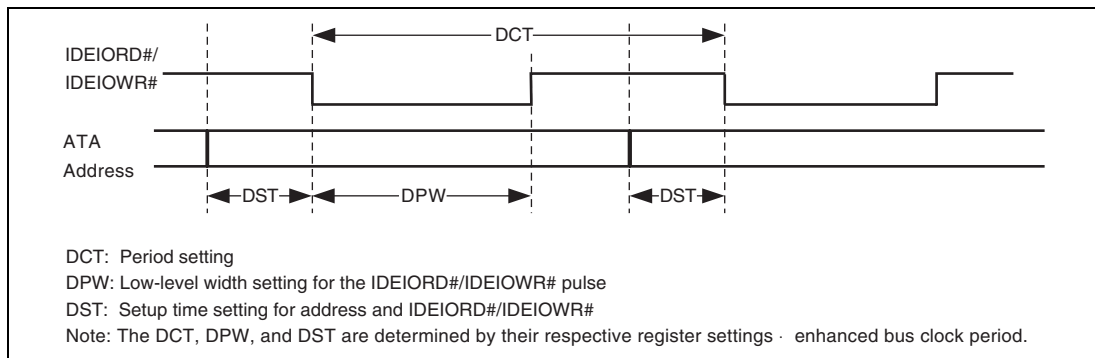 DCT
IDEIORD#/
IDEIOWR#
ATA
Address
DST
DPW
DST
DCT: Period setting
DPW: Low-level width setting for the IDEIORD#/IDEIOWR# pulse
DST: Setup time setting for address and IDEIORD#/IDEIOWR#
Note: The DCT, DPW, and DST are determined by their respective register settings · enhanced bus clock period.